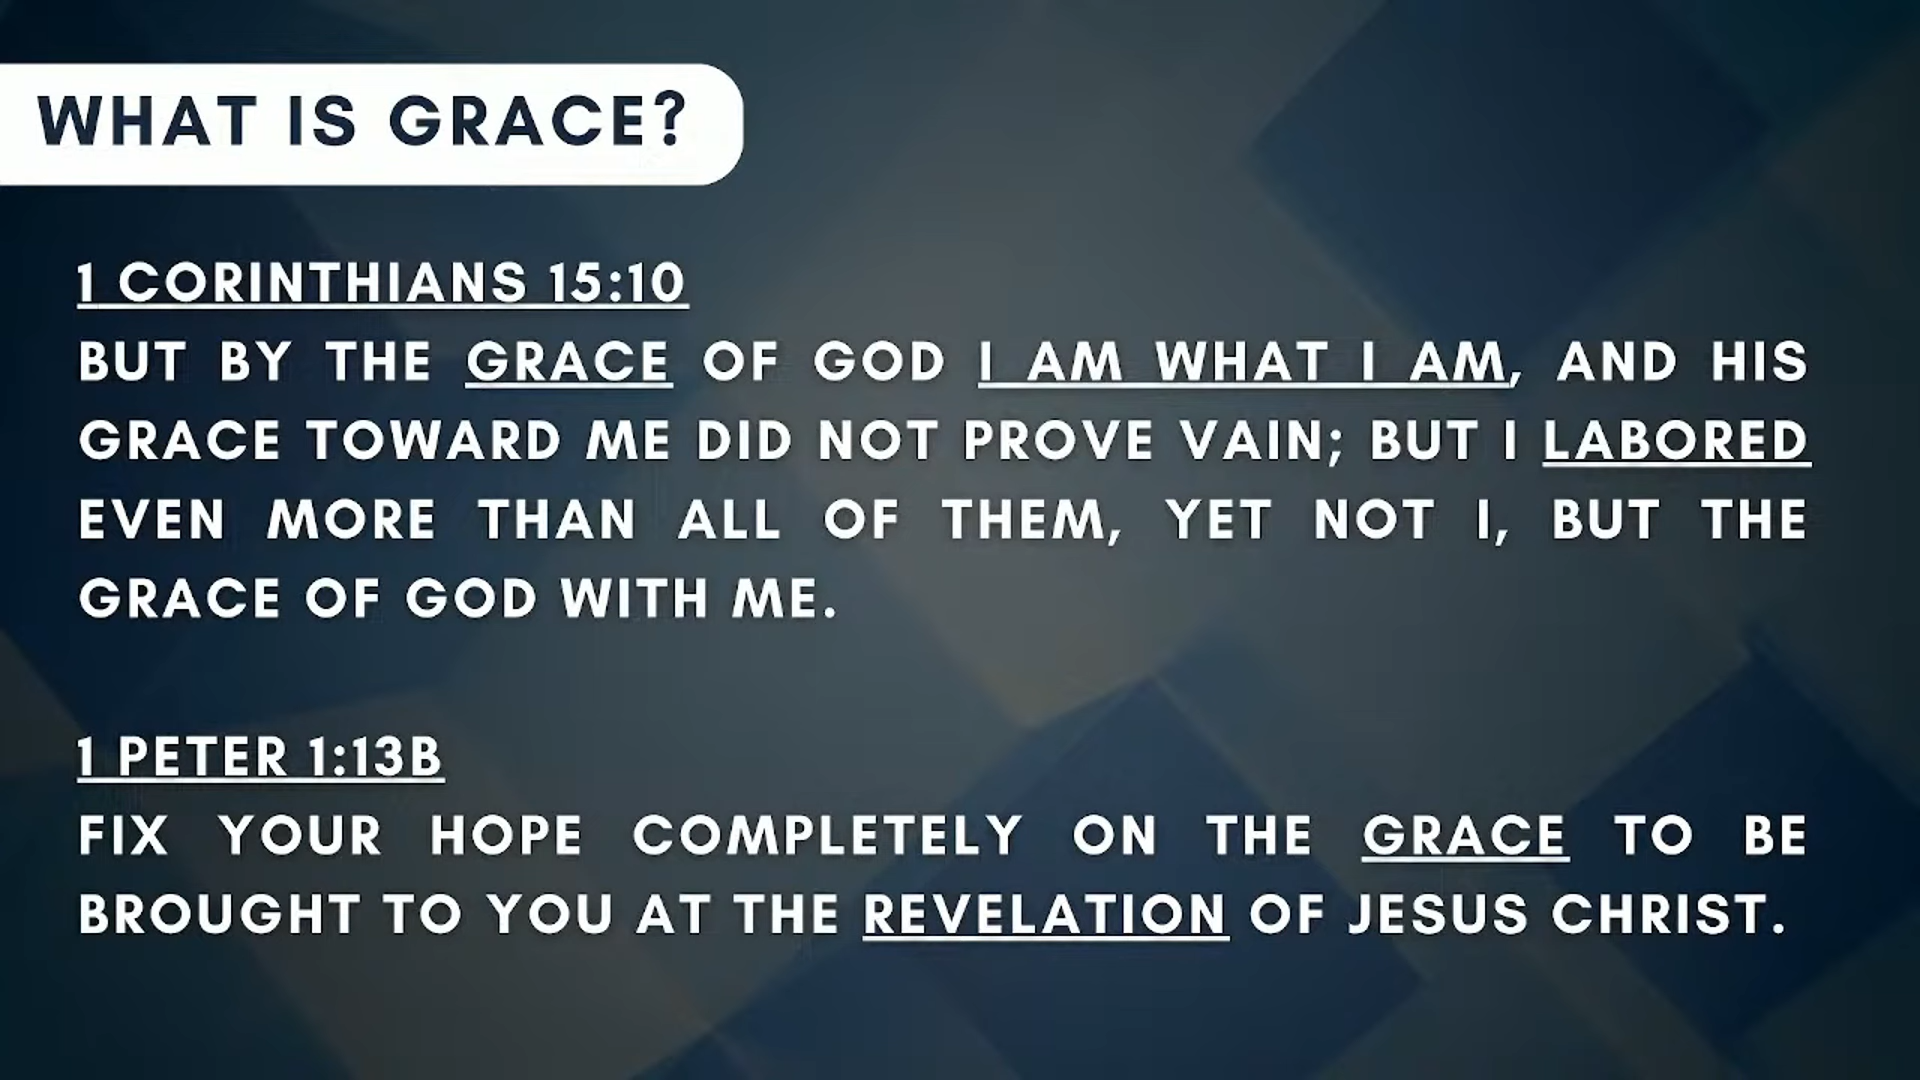 WHAT IS GRACE?
1 CORINTHIANS 15:10
BUT BY THE GRACE OF GOD I AM WHAT I AM, AND HIS
GRACE TOWARD ME DID NOT PROVE VAIN; BUT I LABORED
EVEN MORE THAN ALL OF THEM, YET NOT I, BUT THE
GRACE OF GOD WITH ME.
1 PETER 1:13B
FIX YOUR HOPE COMPLETELY ON THE GRACE TO BE
BROUGHT TO YOU AT THE REVELATION OF JESUS CHRIST.